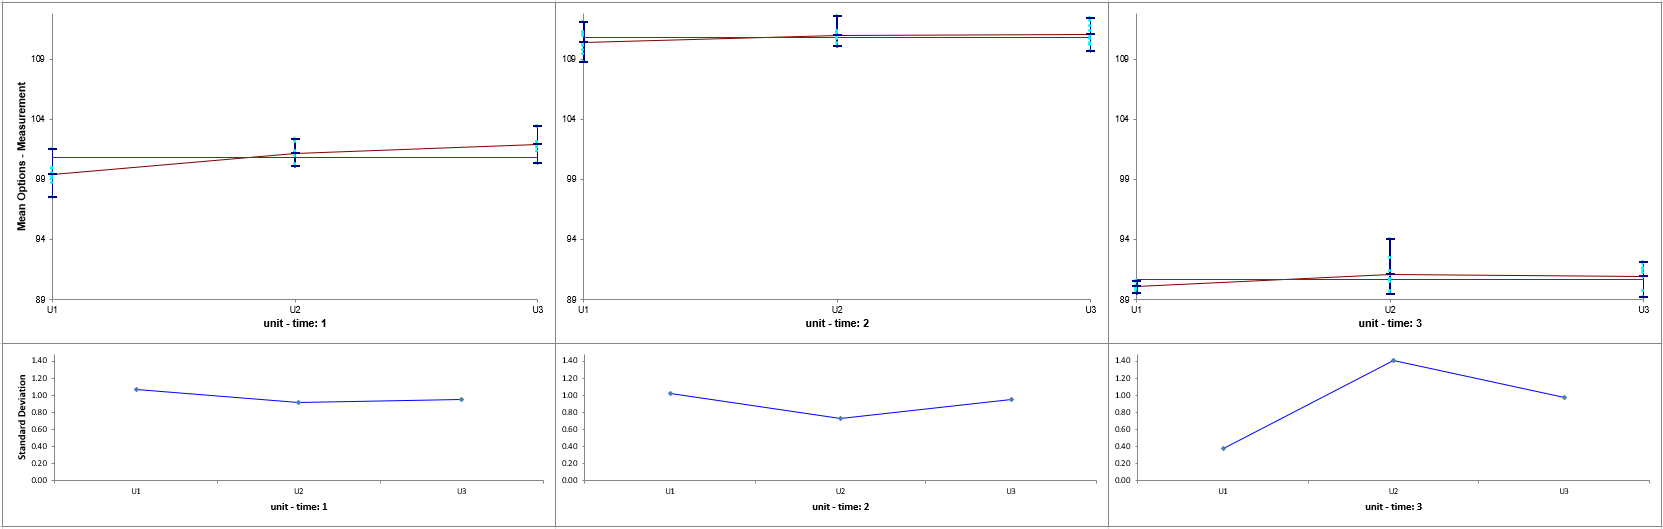 Mean Options - Measurement
109
104
99
94
89
U1
U2
U3
unit - time: 1
109
104
99
94
89
U1
U2
U3
unit - time: 2
109
104
99
94
89
U1
U2
U3
unit - time: 3
Standard Deviation
1.40
1.20
1.00
0.80
0.60
0.40
0.20
0.00
U1
U2
U3
unit - time: 1
1.40
1.20
1.00
0.80
0.60
0.40
0.20
0.00
U1
U2
U3
unit - time: 2
1.40
1.20
1.00
0.80
0.60
0.40
0.20
0.00
U1
U2
U3
unit - time: 3